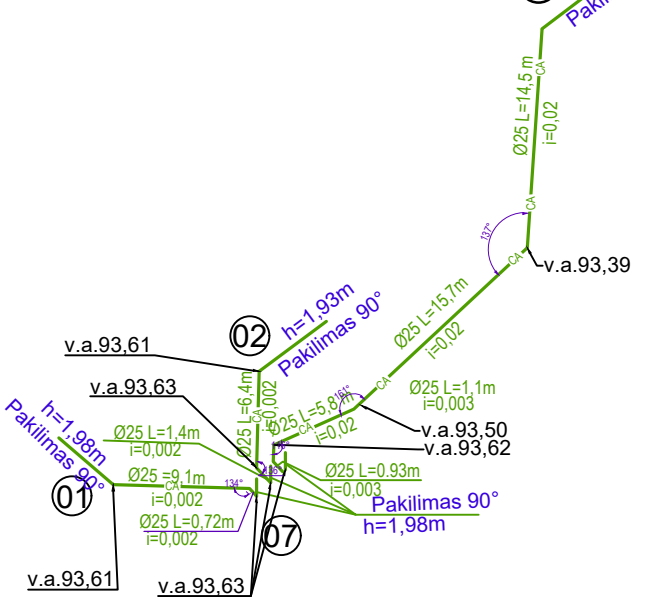 Paki
CA
Ø25 L=14,5 m
i=0,02
CA
137°
CA
v.a.93,39
h=1,93m
Pakilimas 90°
02
Ø25 L=15,7m
i=0,02
v.a.93,61
v.a.93,63
CA
Ø25 L=1,1m
i=0,003
161°
Ø25 L=6,4m
i=0,002
CA
Ø25 L=5,8
CA
i=0,02
v.a.93,50
v.a.93,62
h=1,98m
Pakilimas 90°
Ø25 L=1,4m
i=0,002
Ø25 =9,1m
CA
i=0,002
134°
Ø25 L=0.93m
i=0,003
01
Ø25 L=0,72m
i=0,002
07
Pakilimas 90°
h=1,98m
v.a.93,61
v.a.93,63